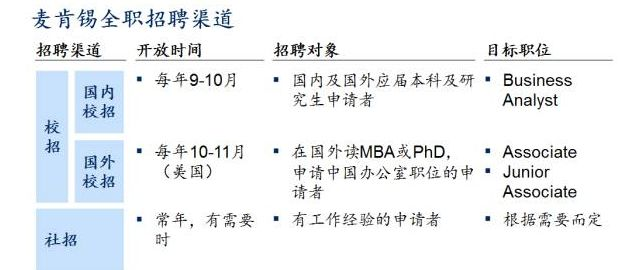 麦肯锡全职招聘渠道
招聘渠道 开放时间 招聘对象 目标职位
校招
国内校招
▪ 每年9-10月
▪ 国内及国外应届本科及研究生申请者
▪ Business Analyst
国外校招
▪ 每年10-11月（美国）
▪ 在国外读MBA或PhD，申请中国办公室职位的申请者
▪ Associate
▪ Junior Associate
社招
▪ 常年，有需要时
▪ 有工作经验的申请者
▪ 根据需要而定